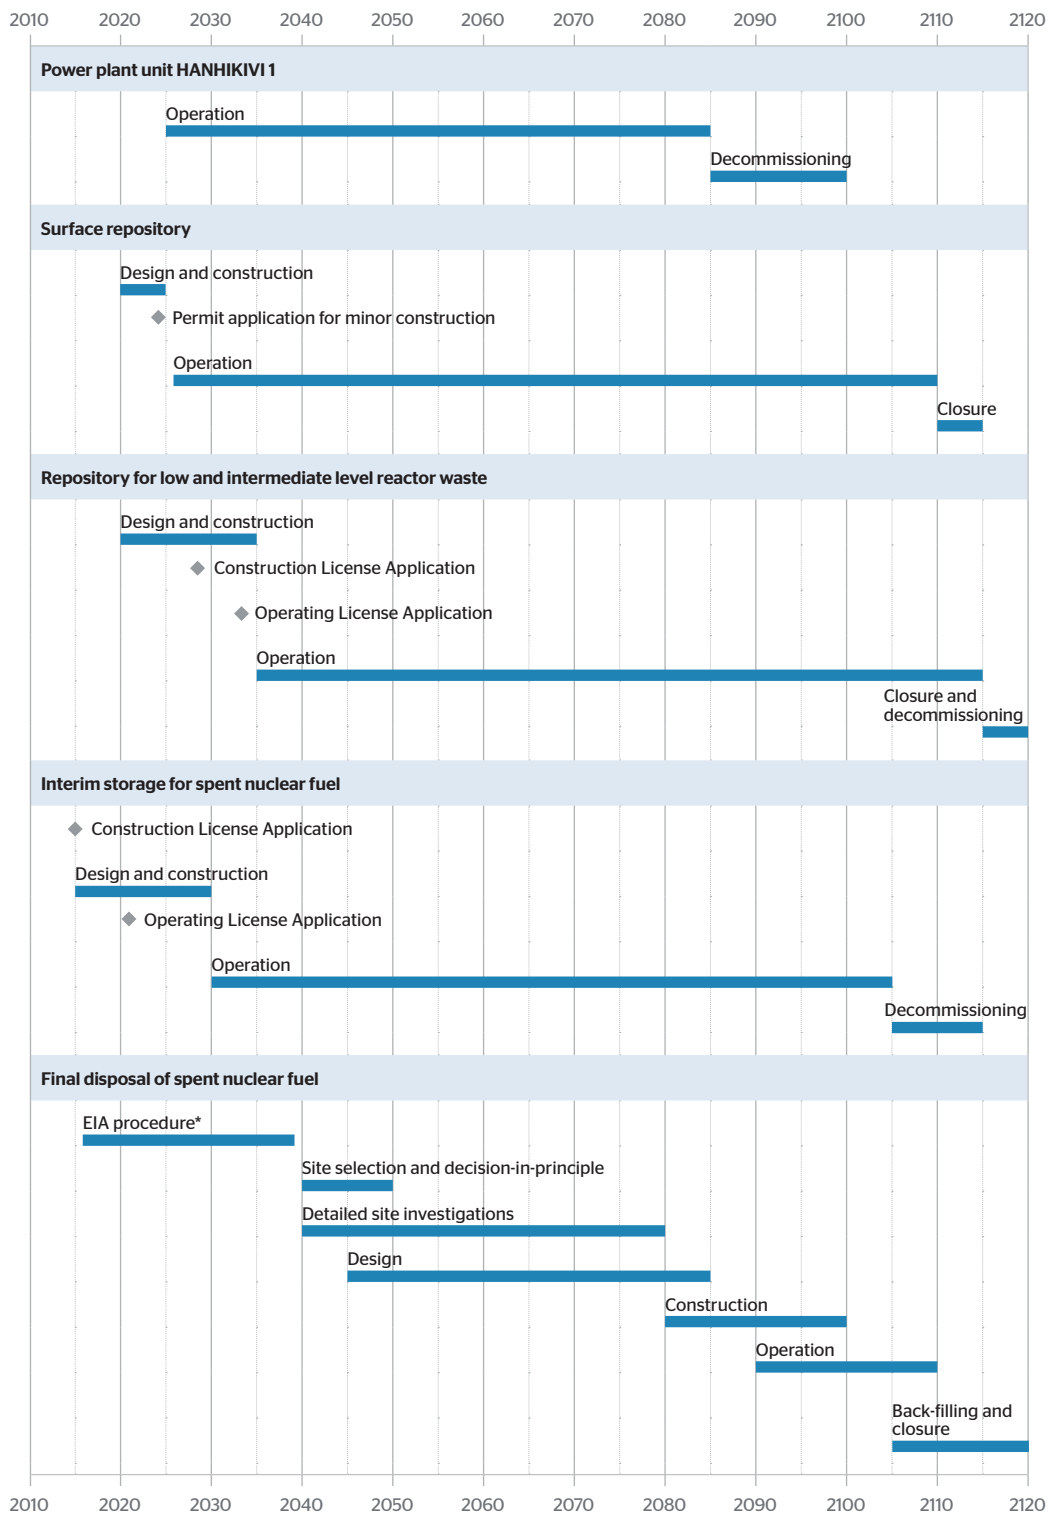 2010 2020 2030 2040 2050 2060 2070 2080 2090 2100 2110 2120
Power plant unit HANHIKIVI 1
Operation
Decommissioning
Surface repository
Design and construction
Permit application for minor construction
Operation
Closure
Repository for low and intermediate level reactor waste
Design and construction
Construction License Application
Operating License Application
Operation
Closure and
decommissioning
Interim storage for spent nuclear fuel
Construction License Application
Design and construction
Operating License Application
Operation
Decommissioning
Final disposal of spent nuclear fuel
EIA procedure*
Site selection and decision-in-principle
Detailed site investigations
Design
Construction
Operation
Back-filling and
closure
2010 2020 2030 2040 2050 2060 2070 2080 2090 2100 2110 2120